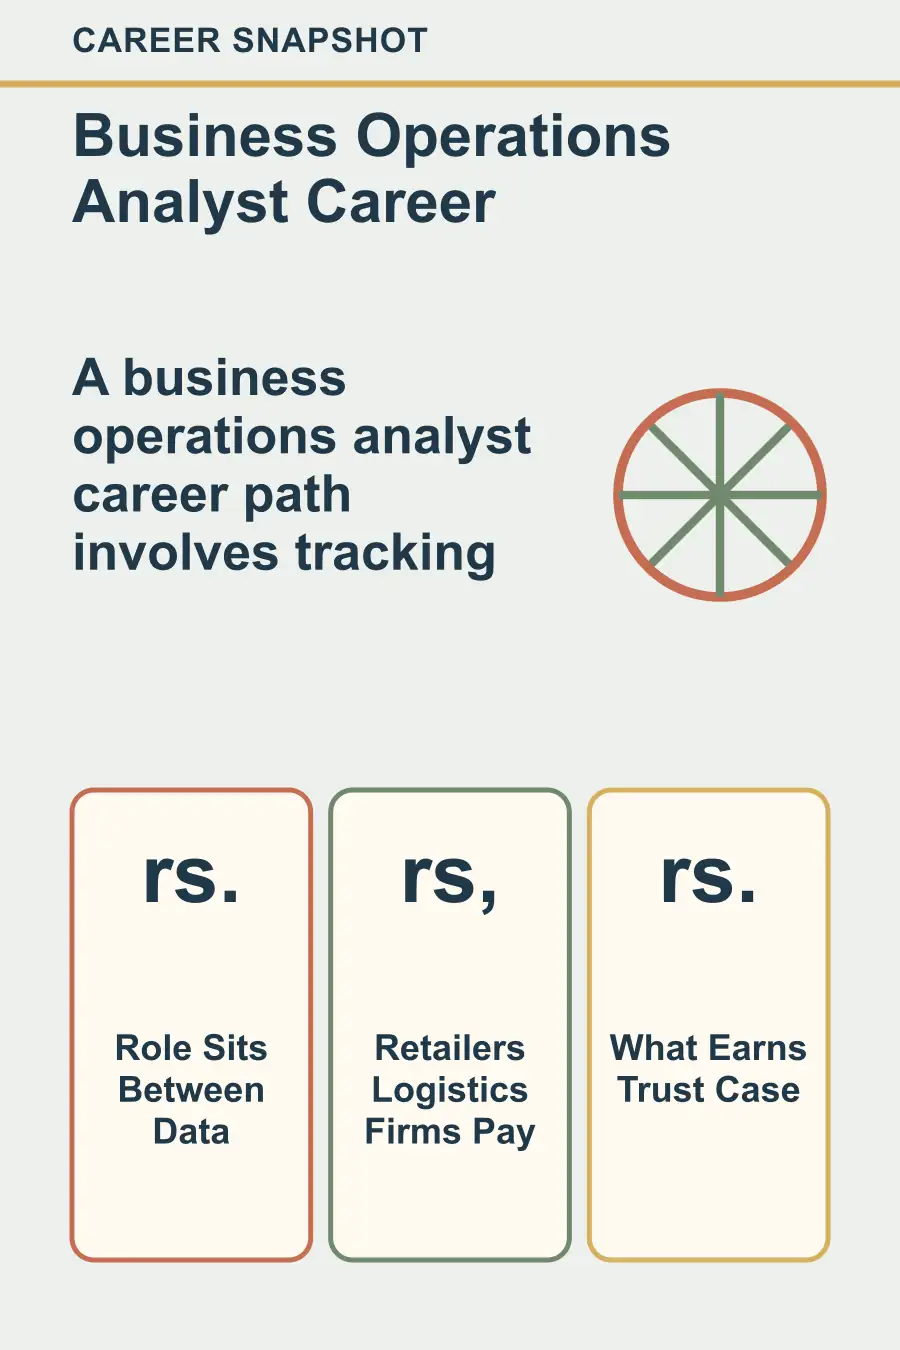 CAREER SNAPSHOT
Business Operations
Analyst Career
A business
operations analyst
career path
involves tracking
rs.
Role Sits
Between
Data
rs,
Retailers
Logistics
Firms Pay
rs.
What Earns
Trust Case